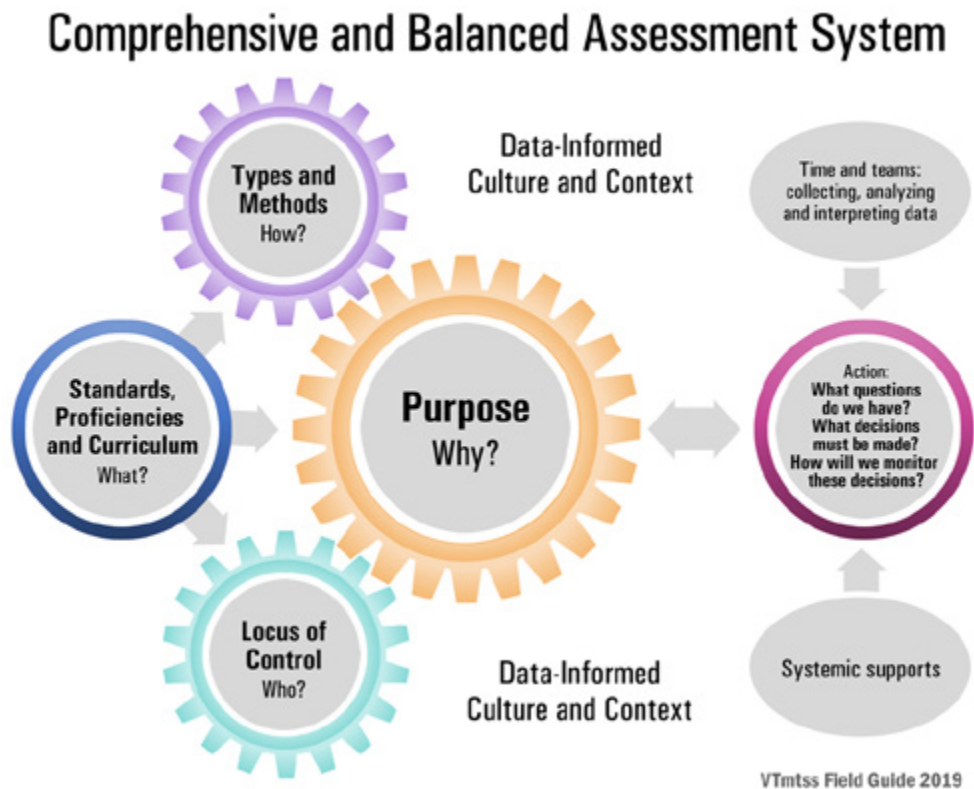 Comprehensive and Balanced Assessment System
Types and
Methods
How?
Data-Informed
Culture and Context
Time and teams:
collecting, analyzing
and interpreting data
Standards,
Proficiencies
and Curriculum
What?
Purpose
Why?
Action:
What questions
do we have?
What decisions
must be made?
How will we monitor
these decisions?
Locus of
Control
Who?
Data-Informed
Culture and Context
Systemic supports
VTmtss Field Guide 2019